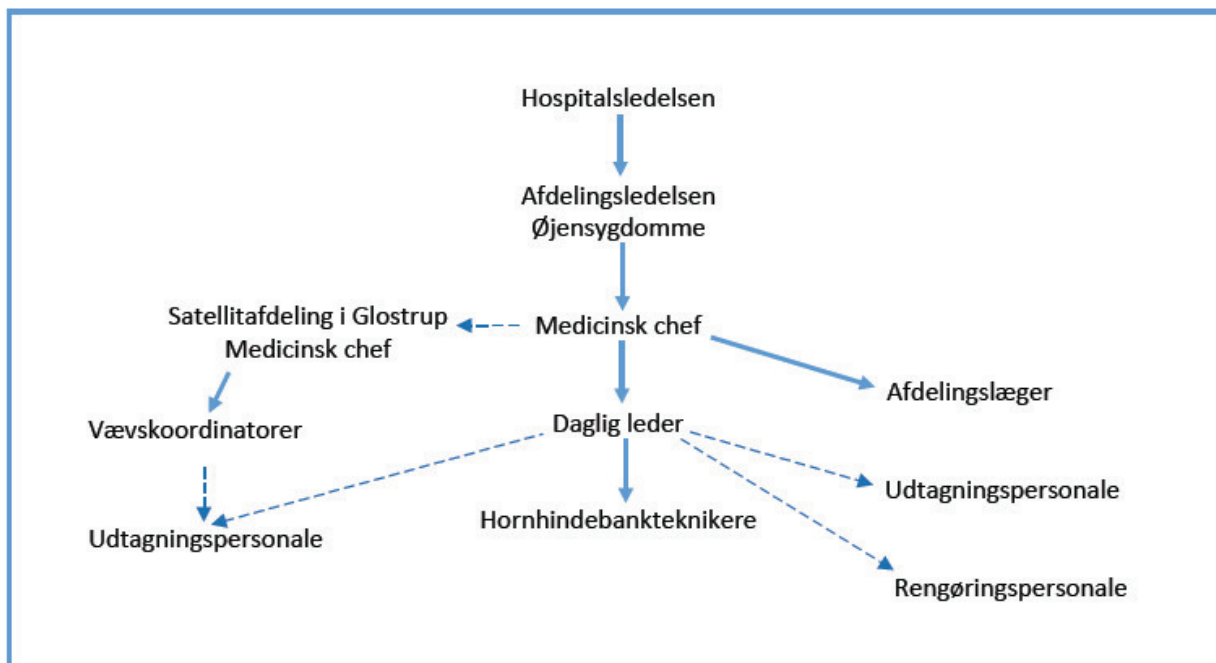 Hospitalsledelsen
Afdelingsledelsen
Øjensygdomme
Satellitafdeling i Glostrup
Medicinsk chef
Medicinsk chef
Afdelingslæger
Vævskoordinatorer
Daglig leder
Udtagningspersonale
Hornhindebankteknikere
Udtagningspersonale
Rengøringspersonale